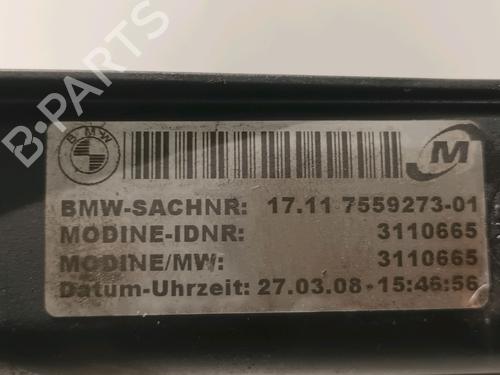 B-PARTS
BMW
M
BMW-SACHNR: 17.11 7559273-01
MODINE-IDNR: 3110665
MODINE/MW: 3110665
Datum-Uhrzeit: 27.03.08 - 15:46:56